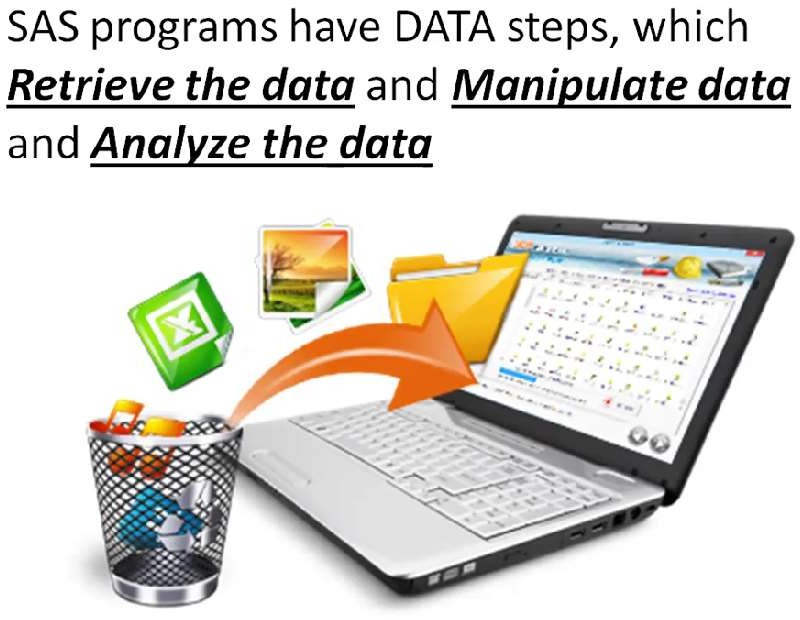 SAS programs have DATA steps, which
Retrieve the data and Manipulate data
and Analyze the data